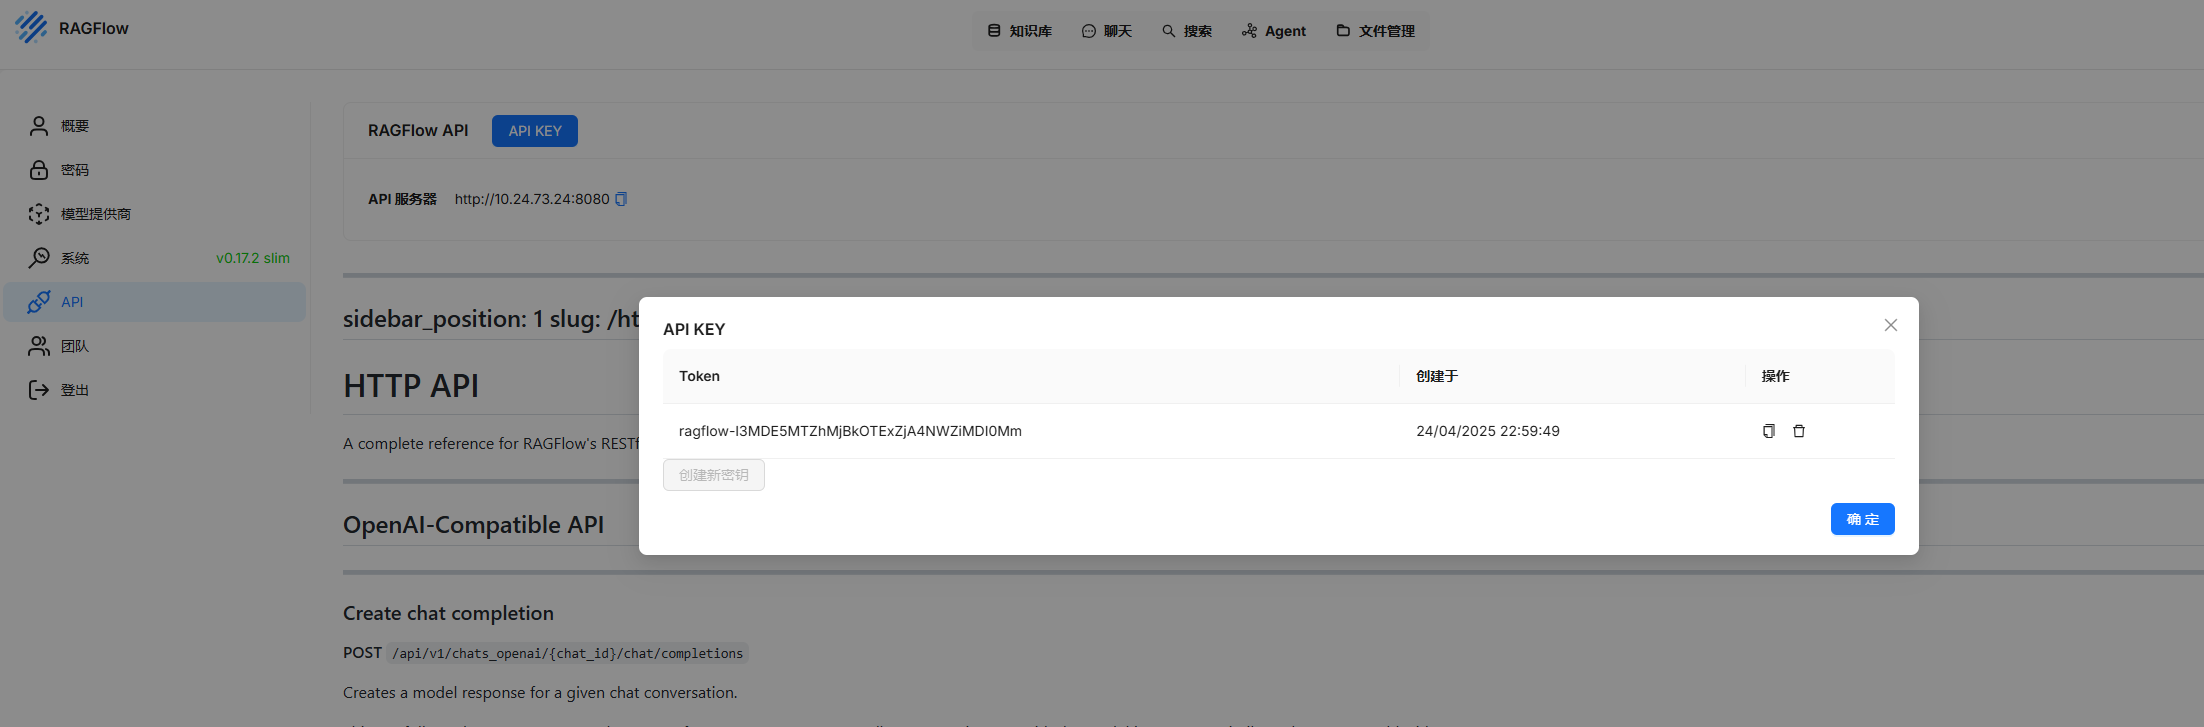 RAGFlow
知识库 聊天 搜索 Agent 文件管理
概要
密码
模型提供商
系统 v0.17.2 slim
API
团队
登出
RAGFlow API API KEY
API 服务器 http://10.24.73.24:8080
sidebar_position: 1 slug: /ht
HTTP API
A complete reference for RAGFlow's RESTf
OpenAI-Compatible API
Create chat completion
POST /api/v1/chats_openai/{chat_id}/chat/completions
Creates a model response for a given chat conversation.
API KEY
Token 创建于 操作
ragflow-I3MDE5MTZhMjBkOTExZjA4NWZiMDI0Mm 24/04/2025 22:59:49
创建新密钥
确 定